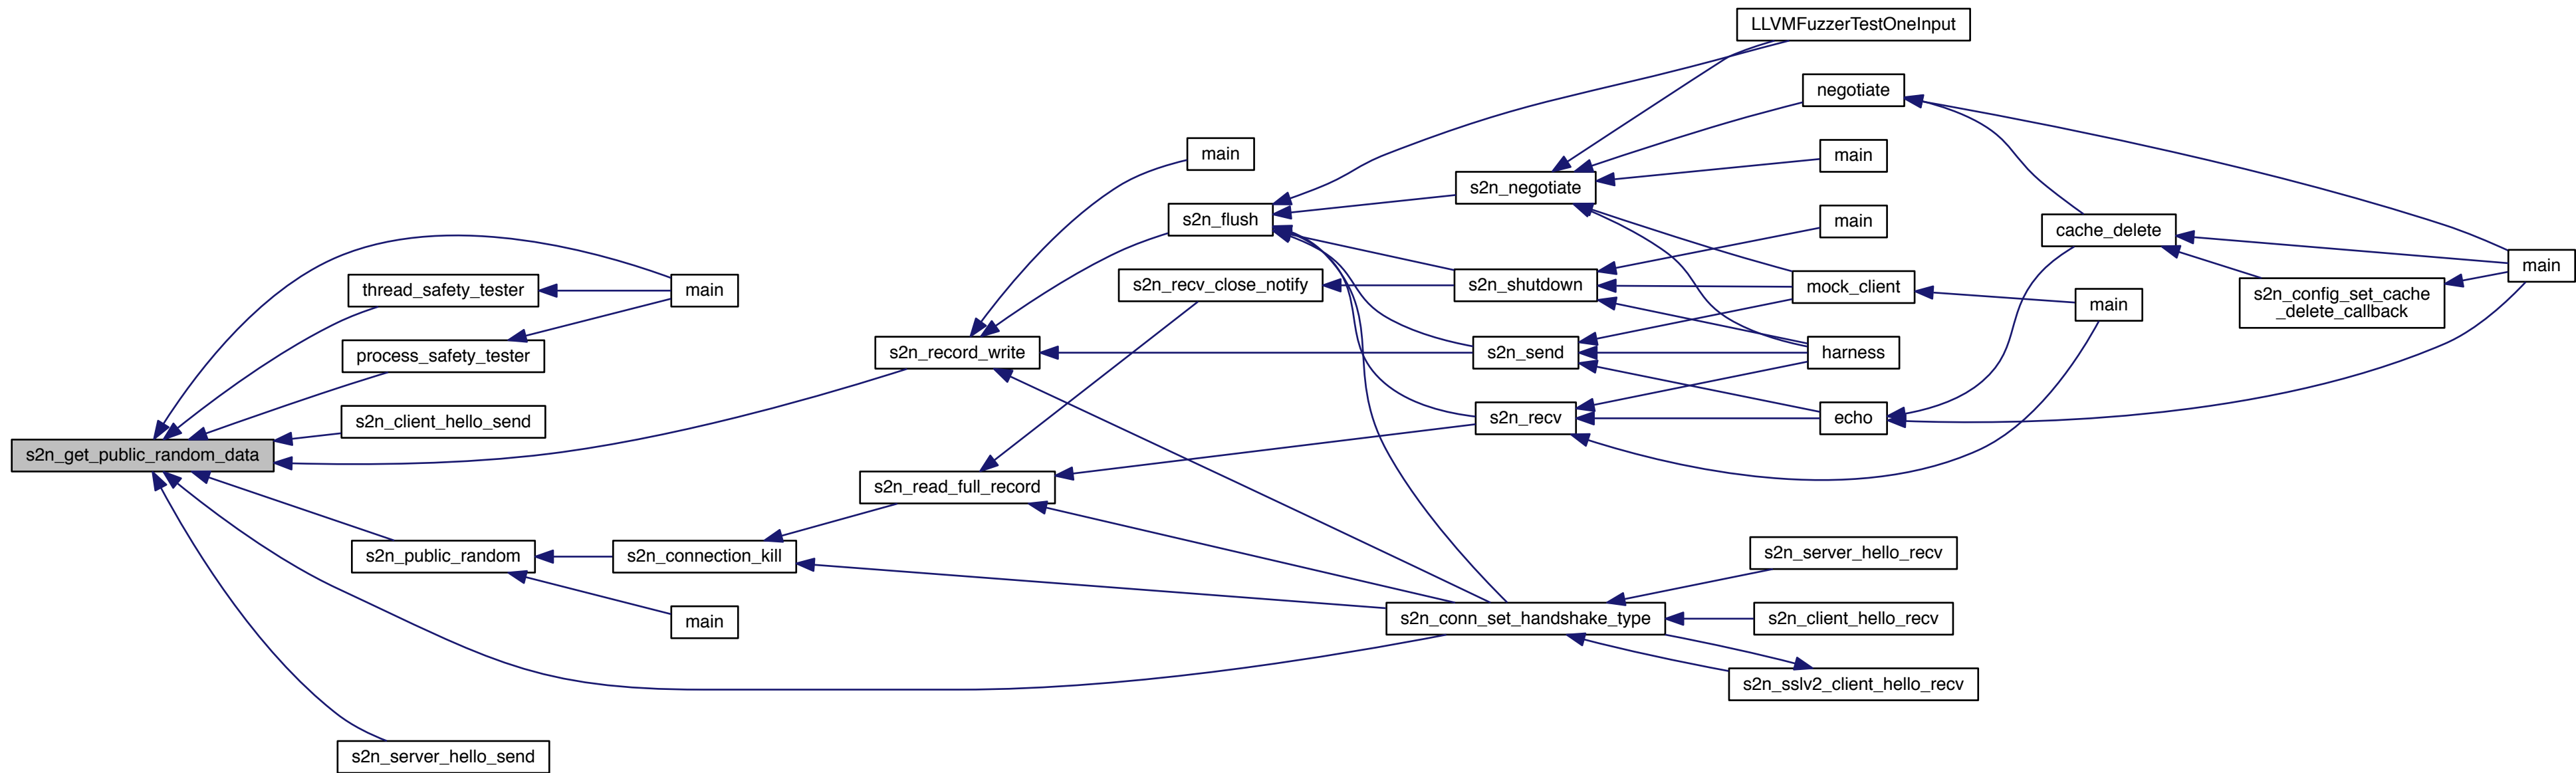 LLVMFuzzerTestOneInput
negotiate
main
main
s2n_negotiate
s2n_flush
main
cache_delete
main
s2n_recv_close_notify
s2n_shutdown
mock_client
s2n_config_set_cache
_delete_callback
main
thread_safety_tester
main
s2n_record_write
s2n_send
harness
process_safety_tester
s2n_client_hello_send
s2n_recv
echo
s2n_get_public_random_data
s2n_read_full_record
s2n_public_random
s2n_connection_kill
s2n_server_hello_recv
main
s2n_conn_set_handshake_type
s2n_client_hello_recv
s2n_sslv2_client_hello_recv
s2n_server_hello_send